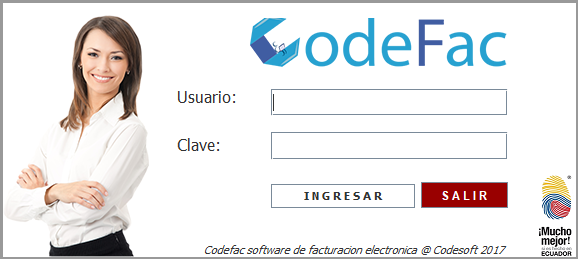 CodeFac
Usuario:
Clave:
INGRESAR SALIR
¡Mucho
mejor!
si es hecho en
ECUADOR
Codefac software de facturacion electronica @ Codesoft 2017